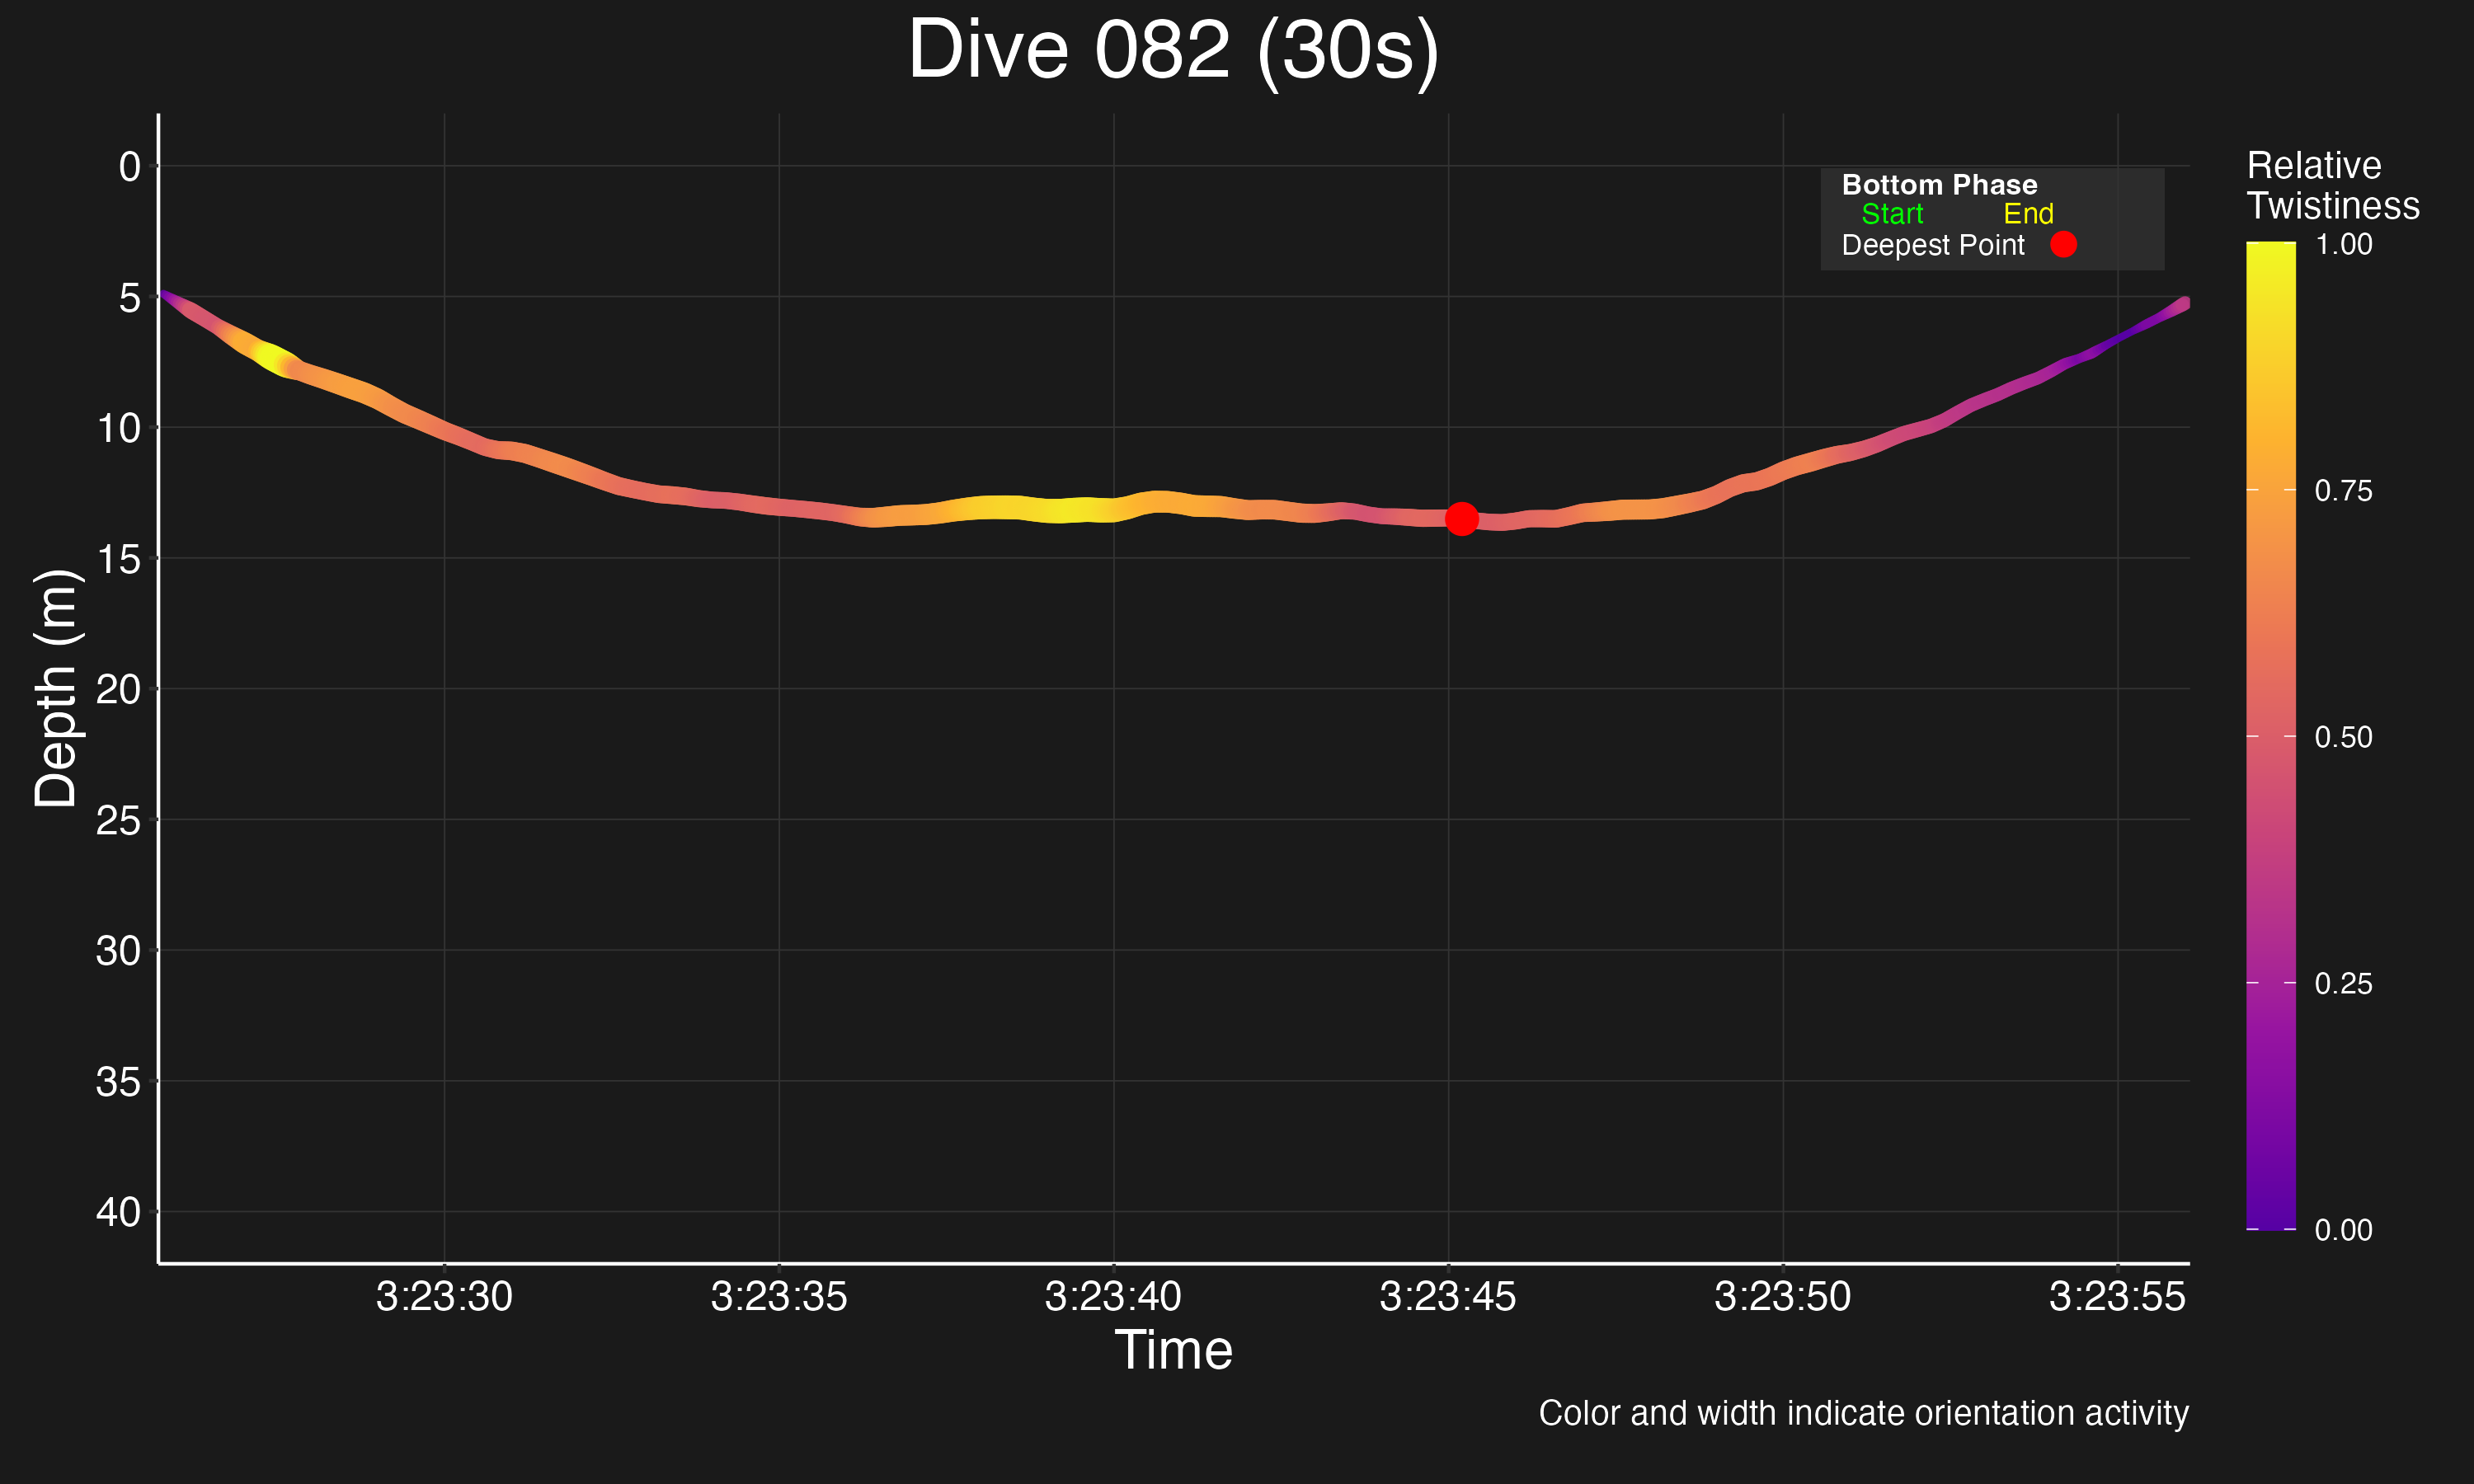 Dive 082 (30s)
Bottom Phase
Start End
Deepest Point
Relative
Twistiness
1.00
0.75
0.50
0.25
0.00
Depth (m)
0
5
10
15
20
25
30
35
40
3:23:30 3:23:35 3:23:40 3:23:45 3:23:50 3:23:55
Time
Color and width indicate orientation activity